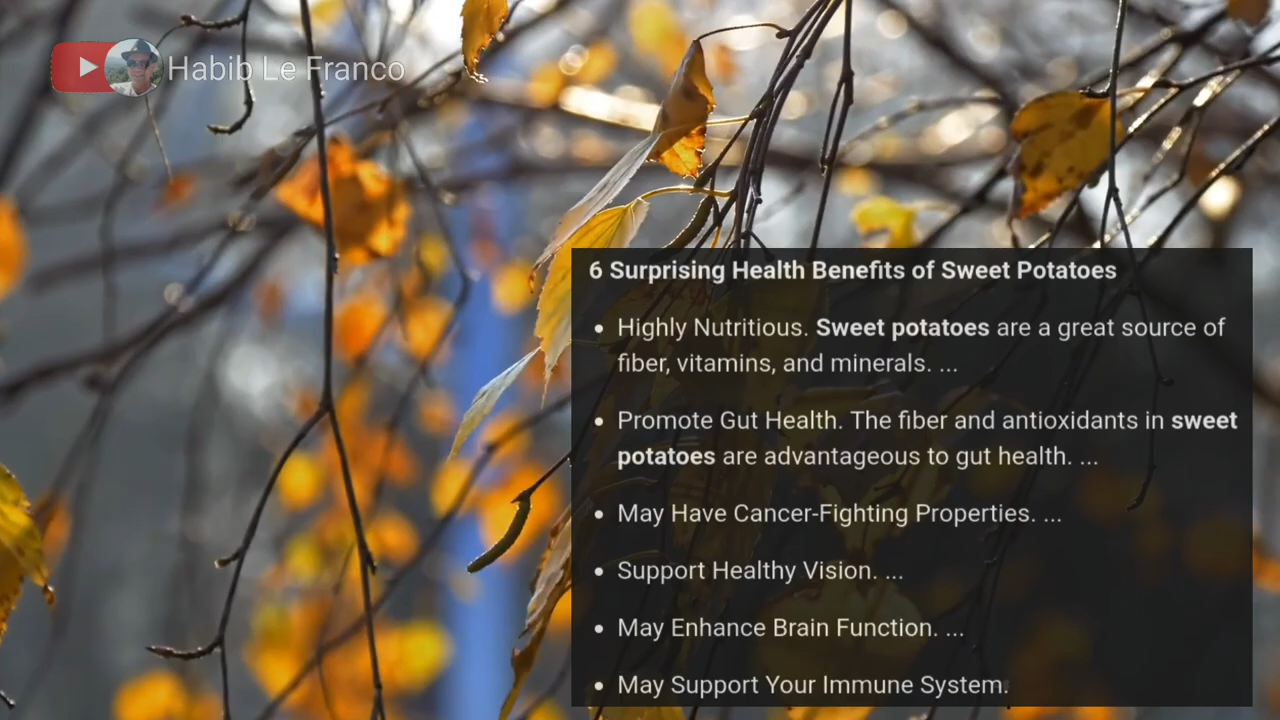 Habib Le Franco
6 Surprising Health Benefits of Sweet Potatoes
• Highly Nutritious. Sweet potatoes are a great source of
fiber, vitamins, and minerals. ...
• Promote Gut Health. The fiber and antioxidants in sweet
potatoes are advantageous to gut health. ...
• May Have Cancer-Fighting Properties. ...
• Support Healthy Vision. ...
• May Enhance Brain Function. ...
• May Support Your Immune System.